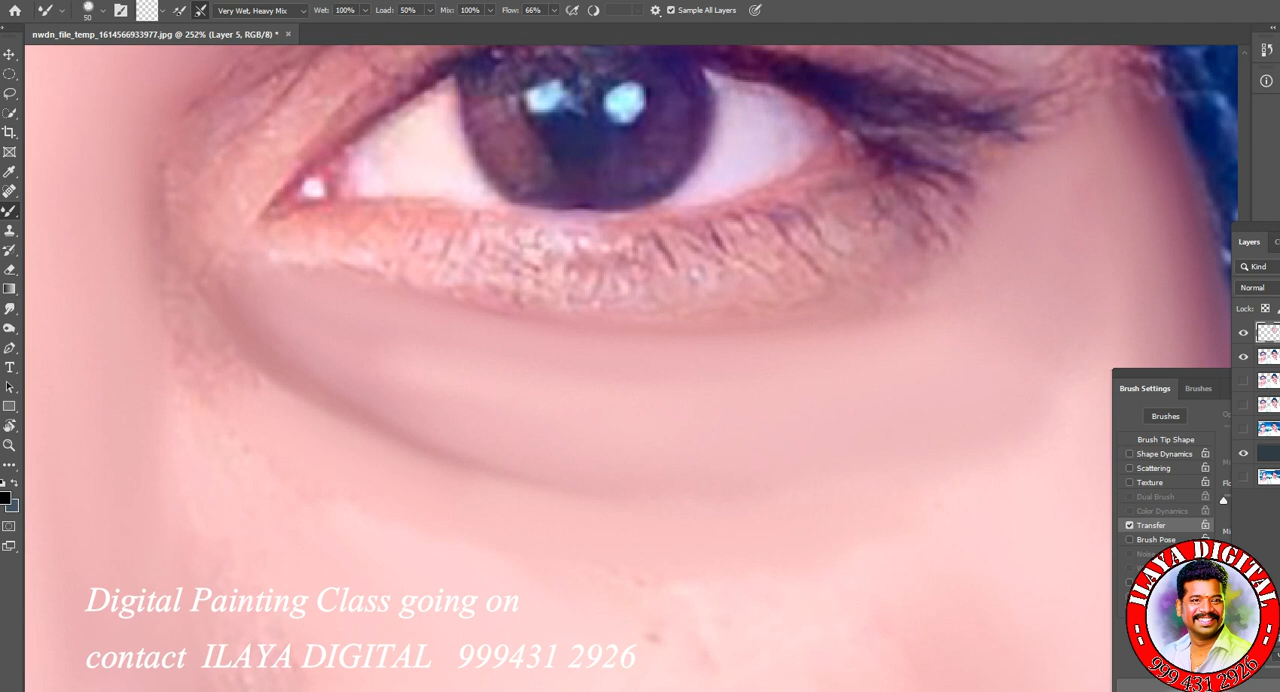 50
Very Wet, Heavy Mix
Wet: 100%
Load: 50%
Mix: 100%
Flow: 66%
Sample All Layers
nwdn_file_temp_1614566933977.jpg @ 252% (Layer 5, RGB/8) *
Layers
Kind
Normal
Lock:
Brush Settings
Brushes
Brushes
Brush Tip Shape
Shape Dynamics
Scattering
Texture
Dual Brush
Color Dynamics
Transfer
Brush Pose
Digital Painting Class going on
contact ILAYA DIGITAL 999431 2926
ILAYA DIGITAL
999 431 2926